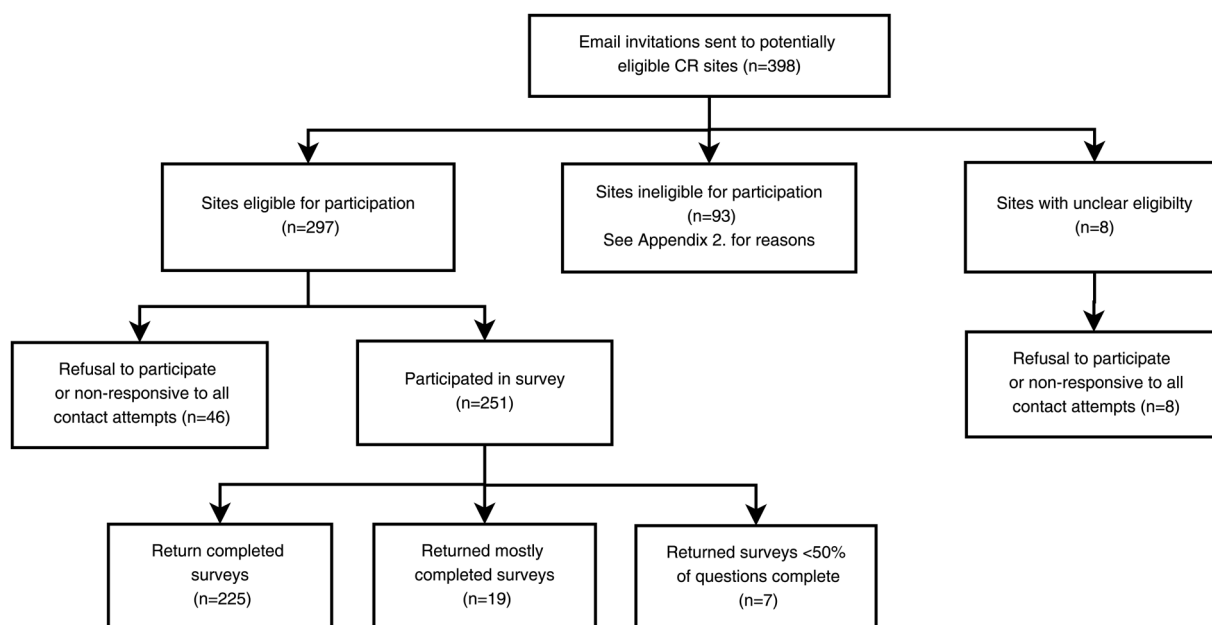 Email invitations sent to potentially
eligible CR sites (n=398)
Sites eligible for participation
(n=297)
Sites ineligible for participation
(n=93)
See Appendix 2. for reasons
Sites with unclear eligibilty
(n=8)
Refusal to participate
or non-responsive to all
contact attempts (n=46)
Participated in survey
(n=251)
Refusal to participate
or non-responsive to all
contact attempts (n=8)
Return completed
surveys
(n=225)
Returned mostly
completed surveys
(n=19)
Returned surveys <50%
of questions complete
(n=7)